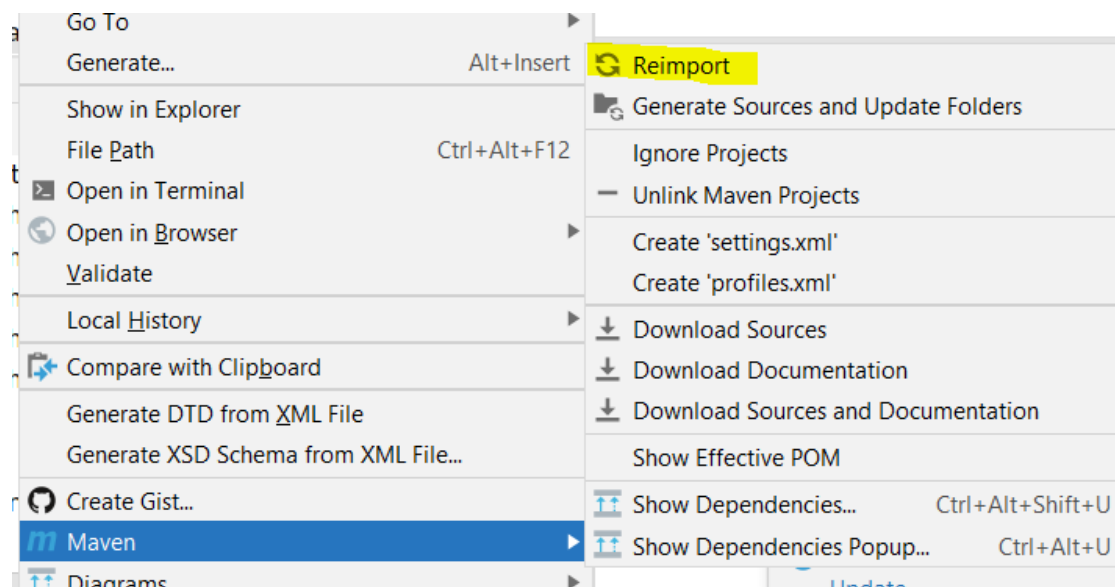 Go To
Generate... Alt+Insert
Show in Explorer
File Path Ctrl+Alt+F12
Open in Terminal
Open in Browser
Validate
Local History
Compare with Clipboard
Generate DTD from XML File
Generate XSD Schema from XML File...
Create Gist...
Maven
Diagrams
Reimport
Generate Sources and Update Folders
Ignore Projects
Unlink Maven Projects
Create 'settings.xml'
Create 'profiles.xml'
Download Sources
Download Documentation
Download Sources and Documentation
Show Effective POM
Show Dependencies... Ctrl+Alt+Shift+U
Show Dependencies Popup... Ctrl+Alt+U
Update